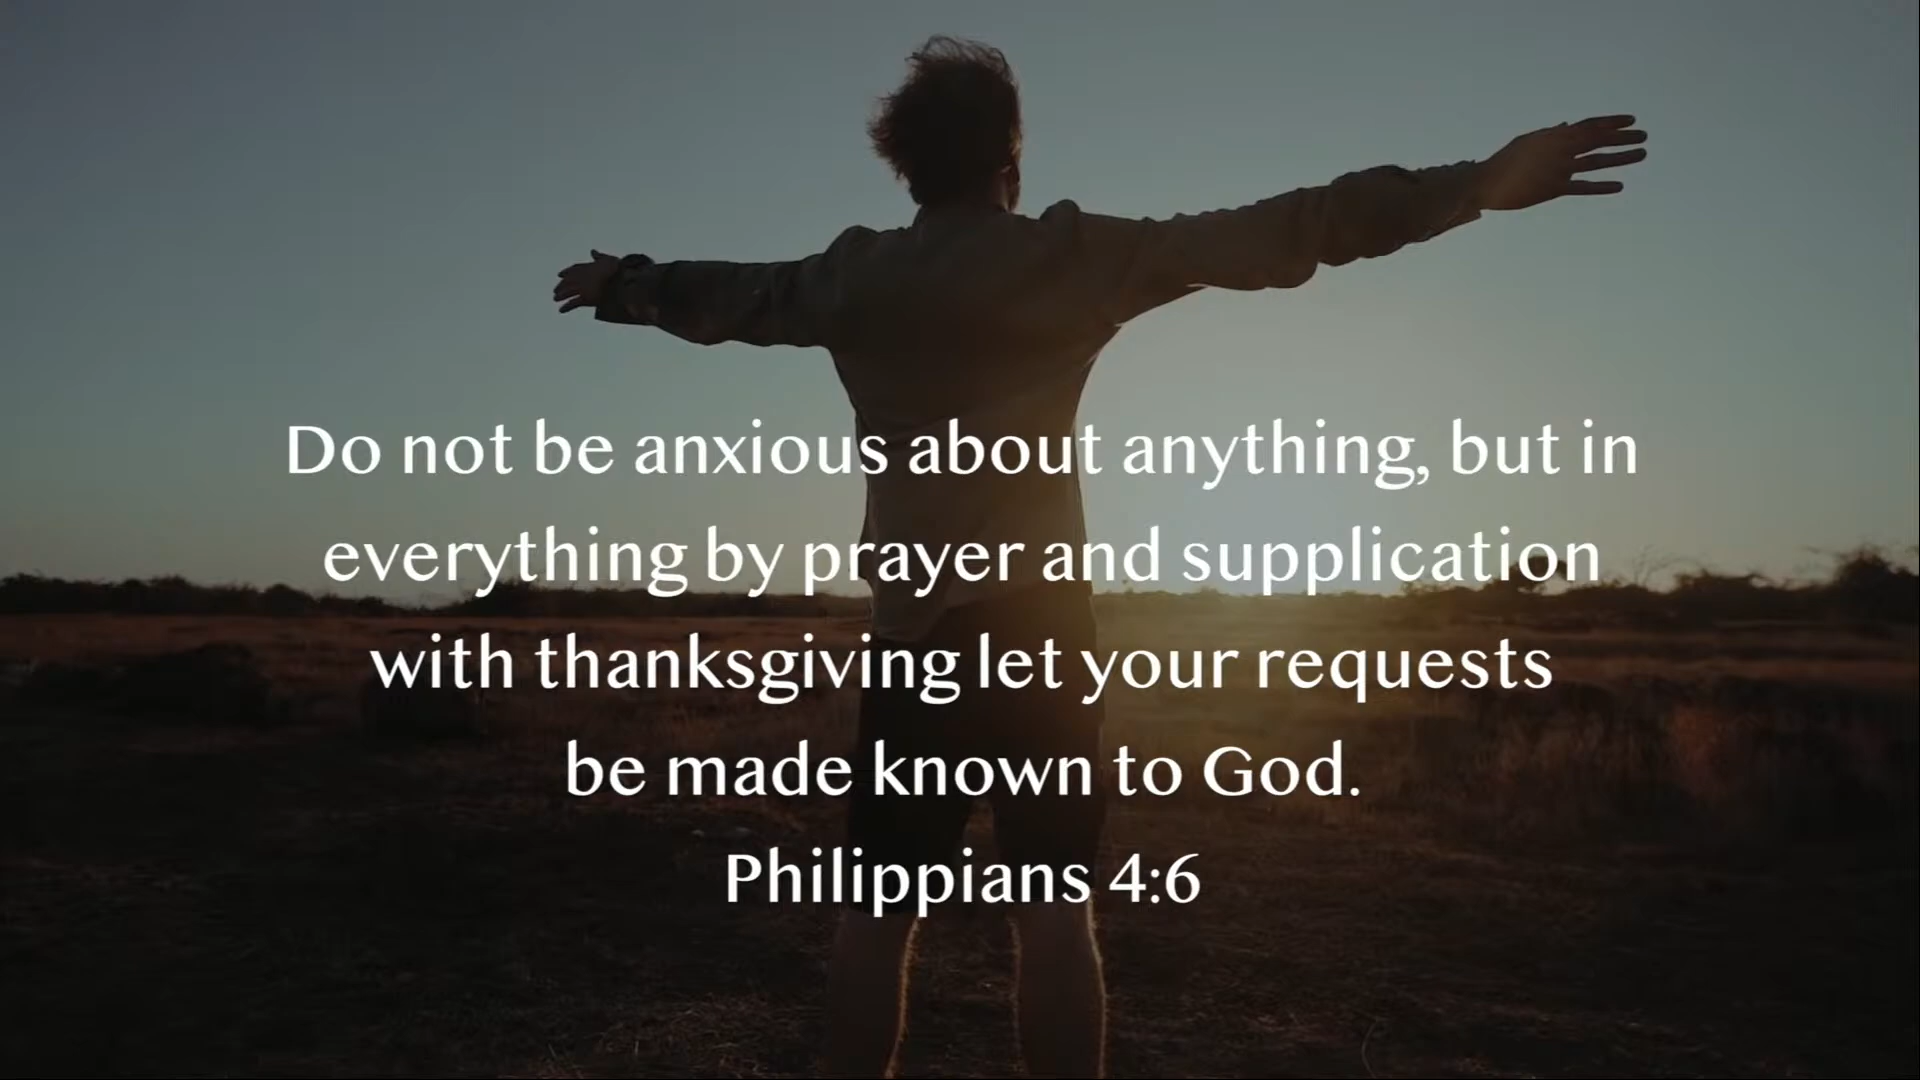 Do not be anxious about anything, but in
everything by prayer and supplication
with thanksgiving let your requests
be made known to God.
Philippians 4:6